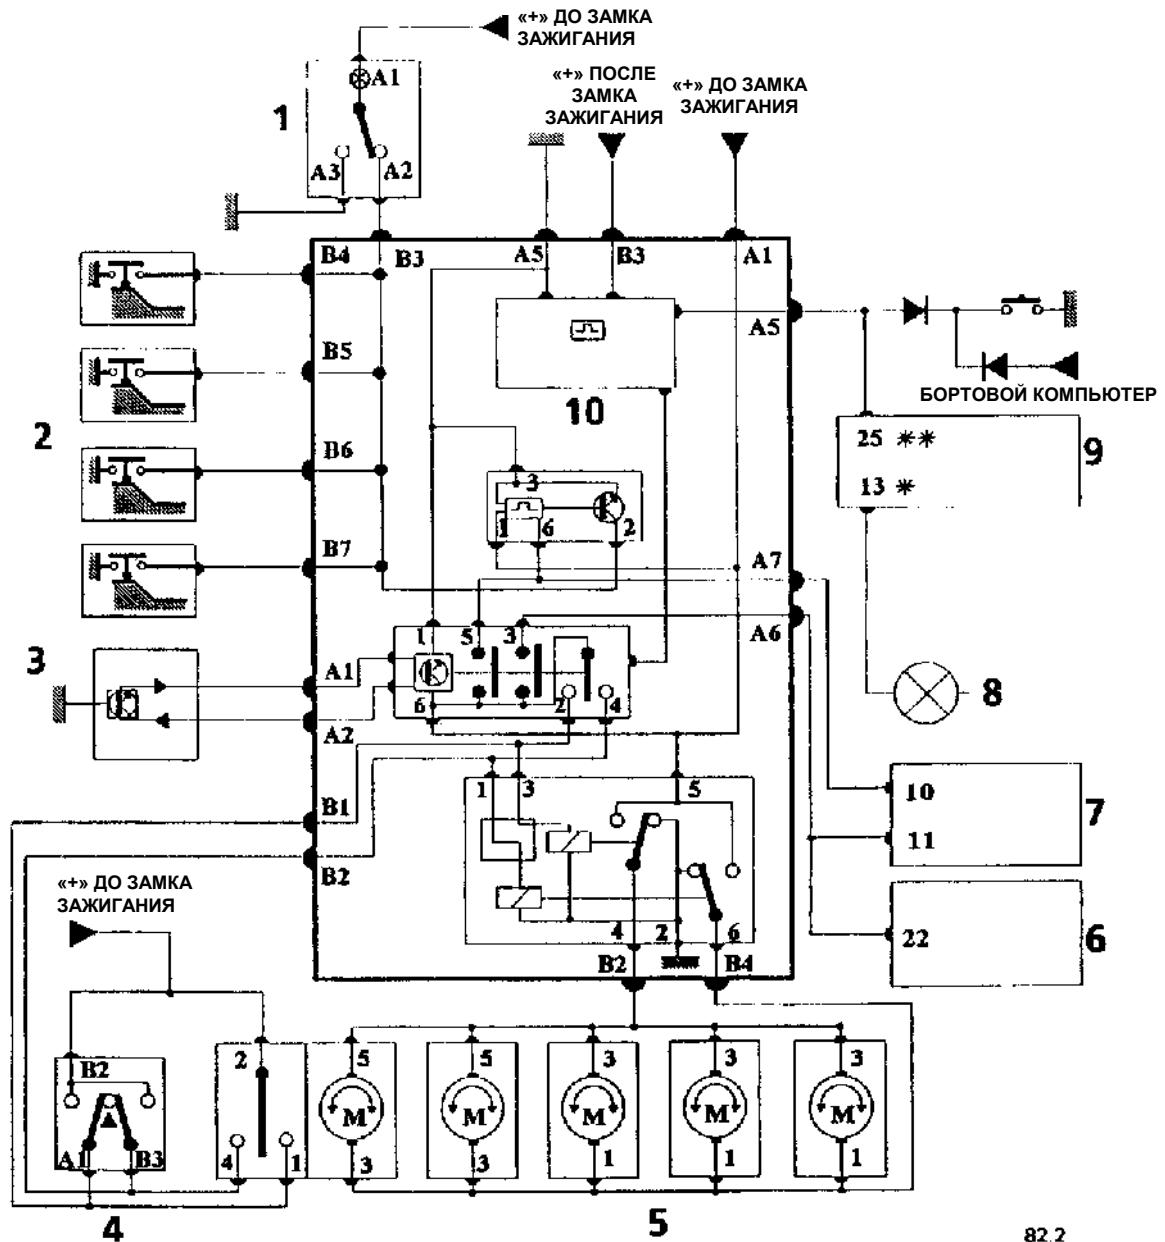 «+» ДО ЗАМКА
ЗАЖИГАНИЯ
«+» ПОСЛЕ
ЗАМКА
ЗАЖИГАНИЯ
«+» ДО ЗАМКА
ЗАЖИГАНИЯ
A1
1
A3 A2
B4 B3 A5 B3 A1
A5
B5
БОРТОВОЙ КОМПЬЮТЕР
10
2
25 ** 9
B6
3
13 *
1 6 2
B7
A7
1 5 3
A6
3
A1
8
6 2 4
A2
1 3 5
B1
10 7
11
B2
«+» ДО ЗАМКА
ЗАЖИГАНИЯ
4 2 6
22 6
B2 B4
B2 2 5 5 3 3 3
M M M M M
A1 B3 4 1 3 3 1 1 1
4 5
82.2